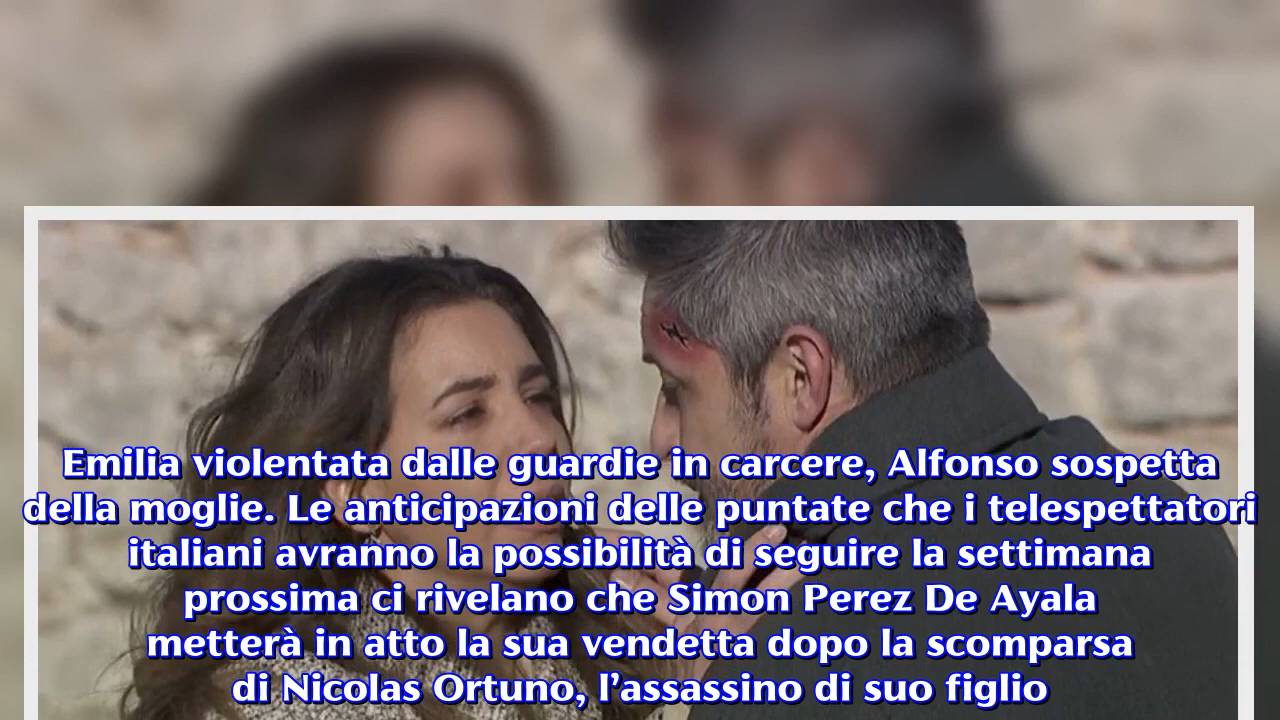 Emilia violentata dalle guardie in carcere, Alfonso sospetta
della moglie. Le anticipazioni delle puntate che i telespettatori
italiani avranno la possibilità di seguire la settimana
prossima ci rivelano che Simon Perez De Ayala
metterà in atto la sua vendetta dopo la scomparsa
di Nicolas Ortuno, l’assassino di suo figlio